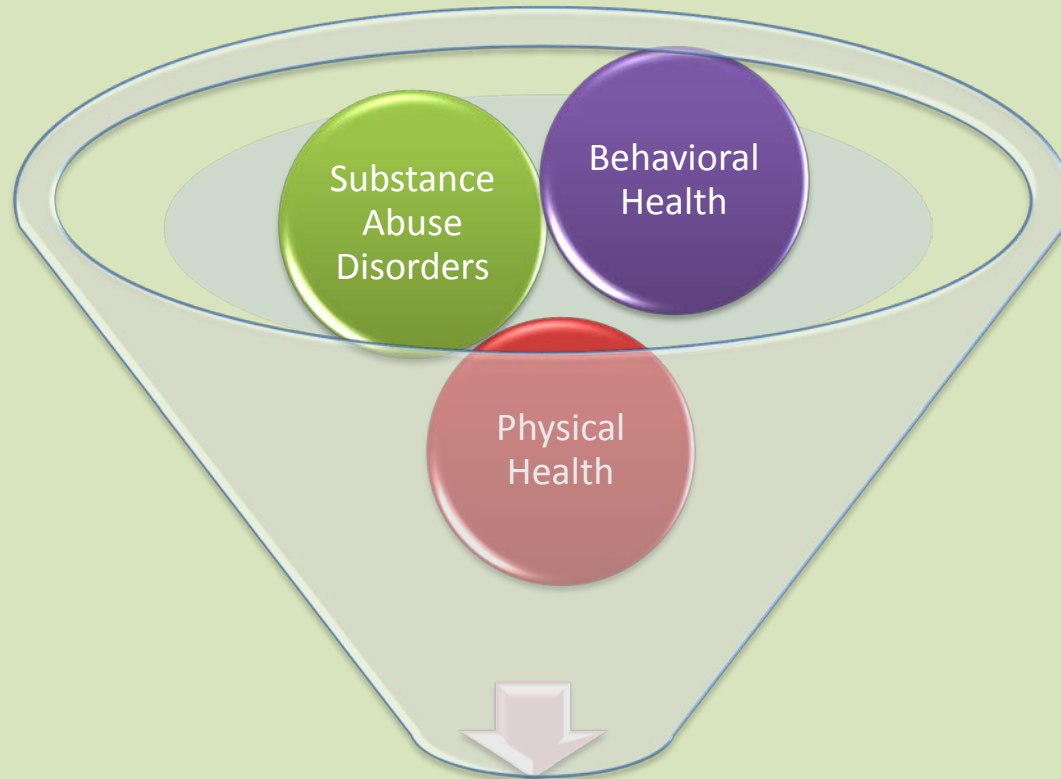 Substance
Abuse
Disorders
Behavioral
Health
Physical
Health